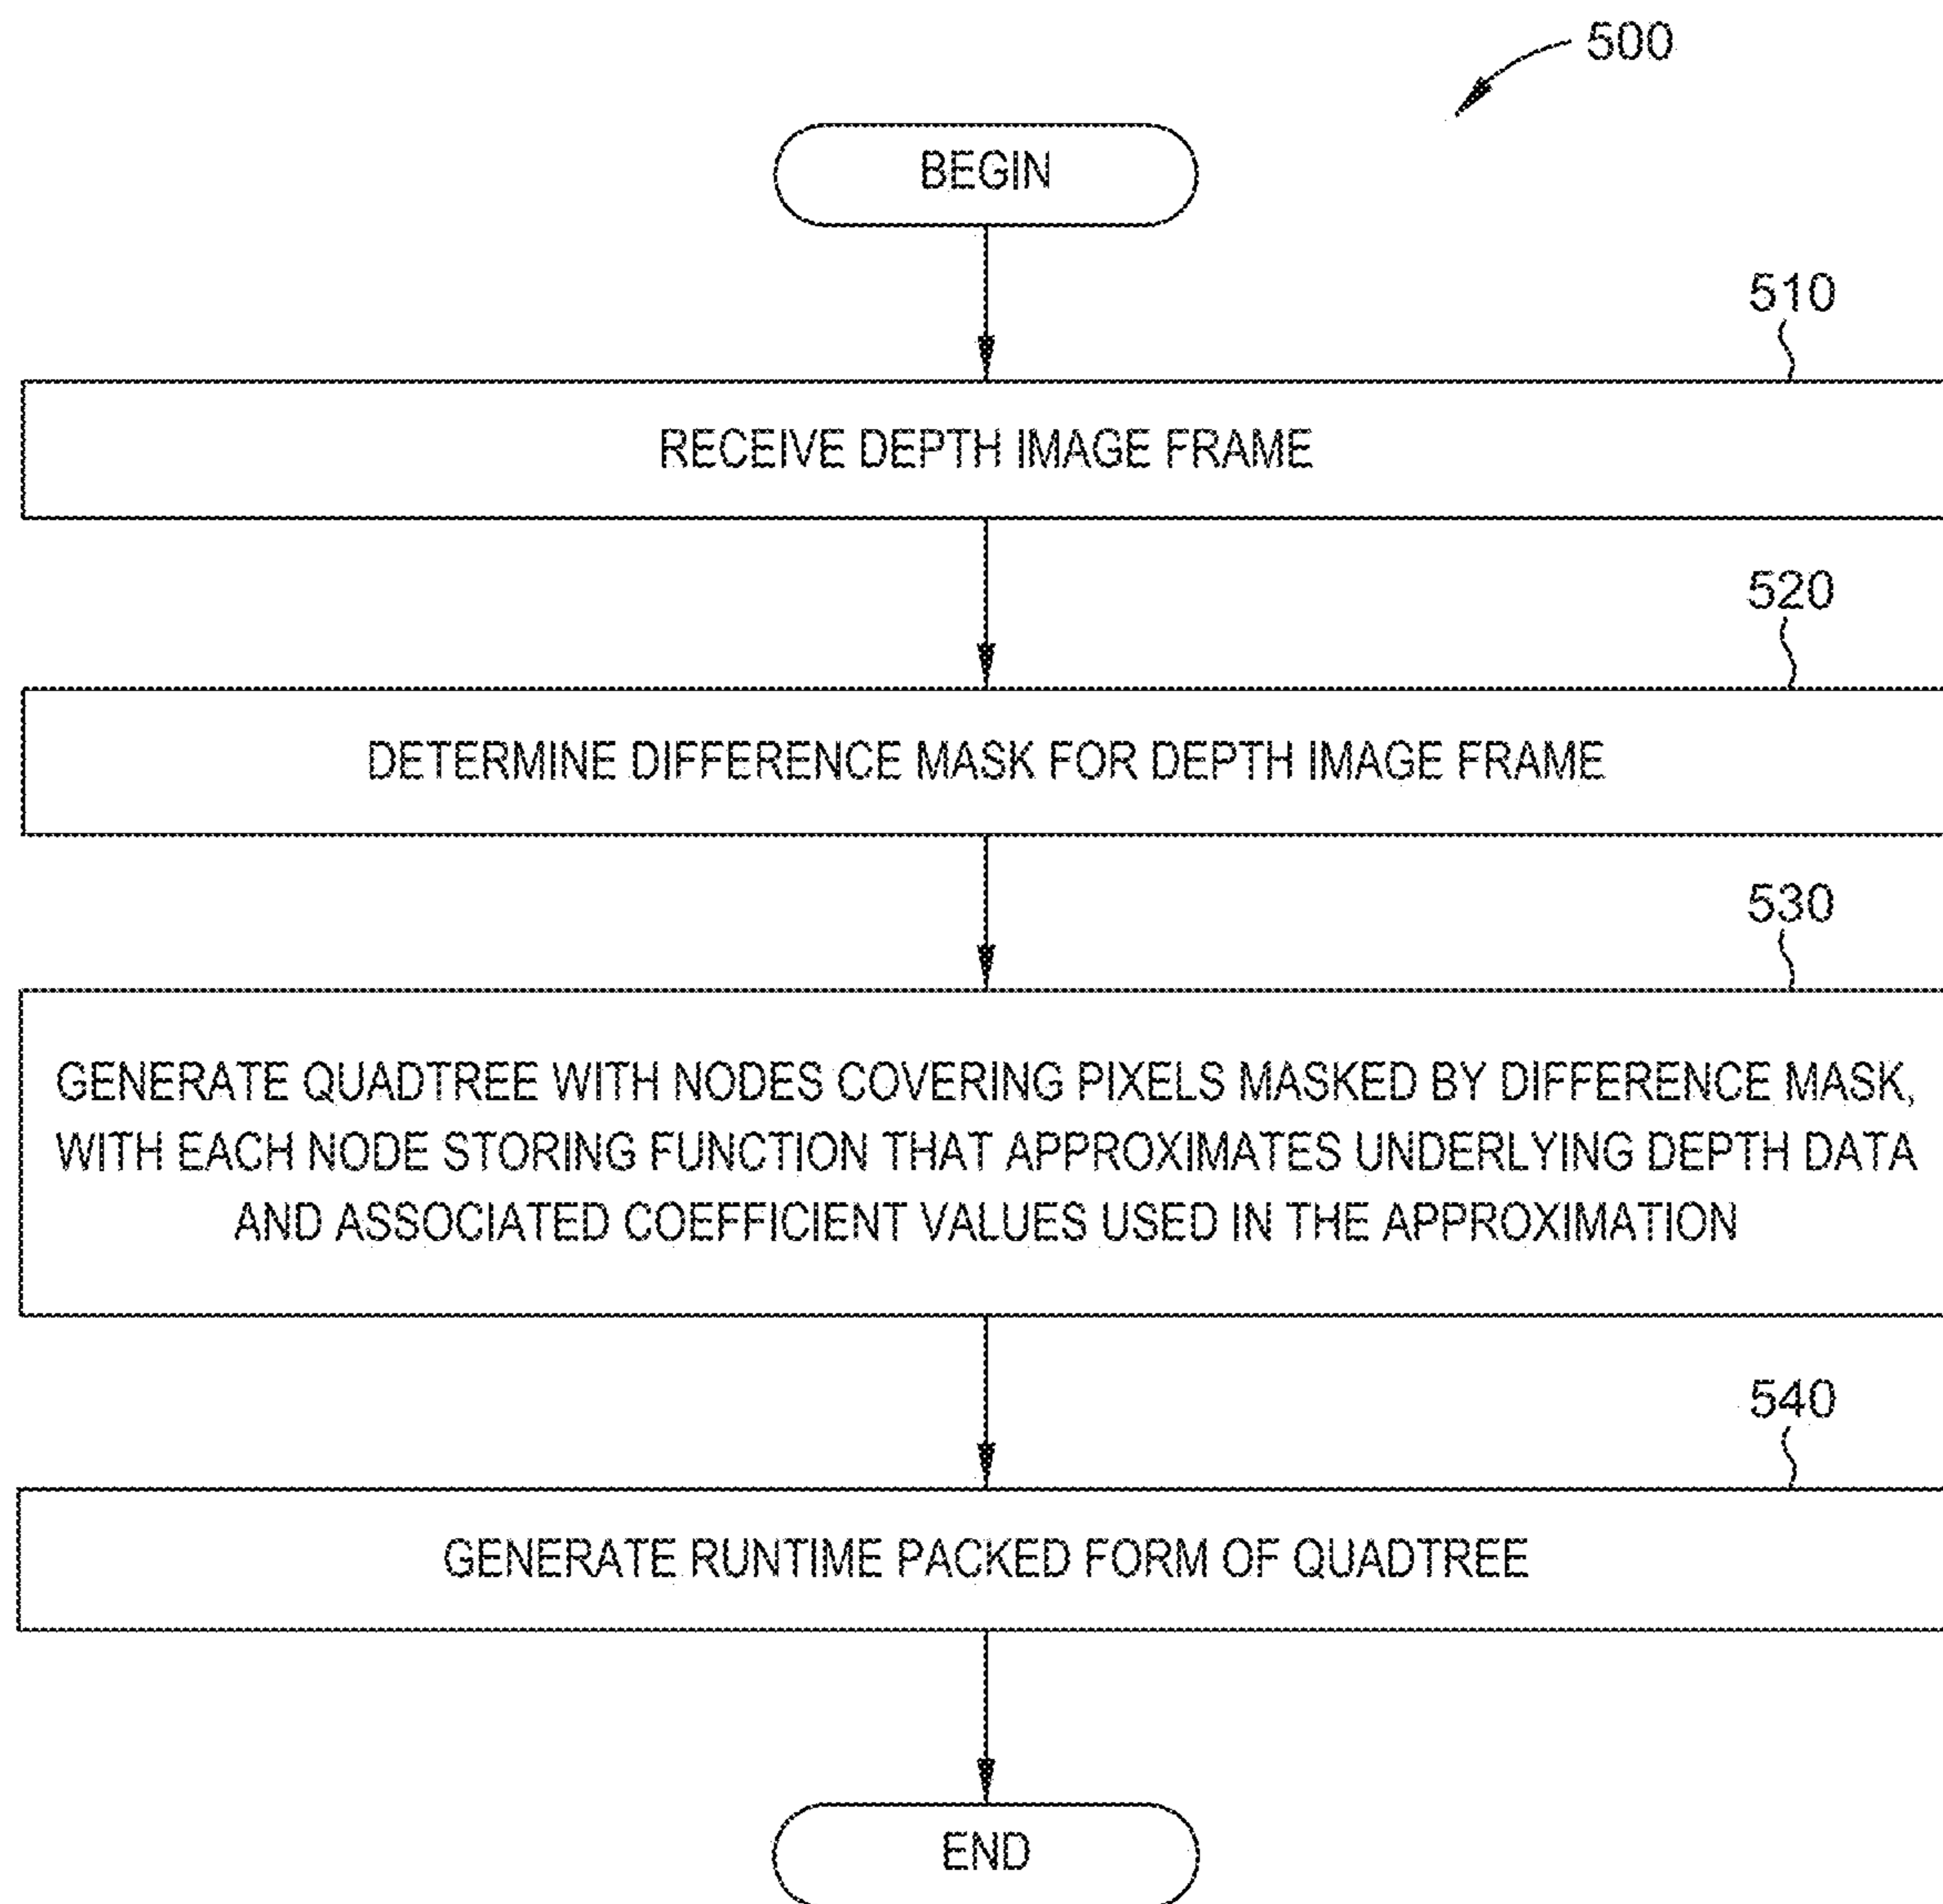 500
BEGIN
510
RECEIVE DEPTH IMAGE FRAME
520
DETERMINE DIFFERENCE MASK FOR DEPTH IMAGE FRAME
530
GENERATE QUADTREE WITH NODES COVERING PIXELS MASKED BY DIFFERENCE MASK,
WITH EACH NODE STORING FUNCTION THAT APPROXIMATES UNDERLYING DEPTH DATA
AND ASSOCIATED COEFFICIENT VALUES USED IN THE APPROXIMATION
540
GENERATE RUNTIME PACKED FORM OF QUADTREE
END